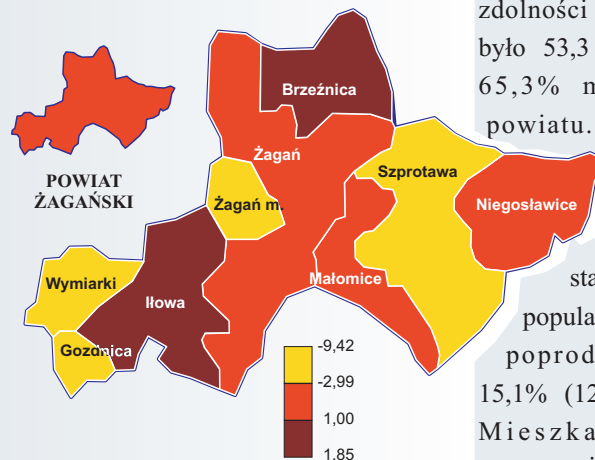 POWIAT
ŻAGAŃSKI
Brzeźnica
Żagań
Szprotawa
Żagań m.
Niegosławice
Wymiarki
Iłowa
Małomice
Gozdnica
-9,42
-2,99
1,00
1,85
zdolności
było 53,3
65,3% m
powiatu.
sta
popula
poprod
15,1% (12
Mieszka